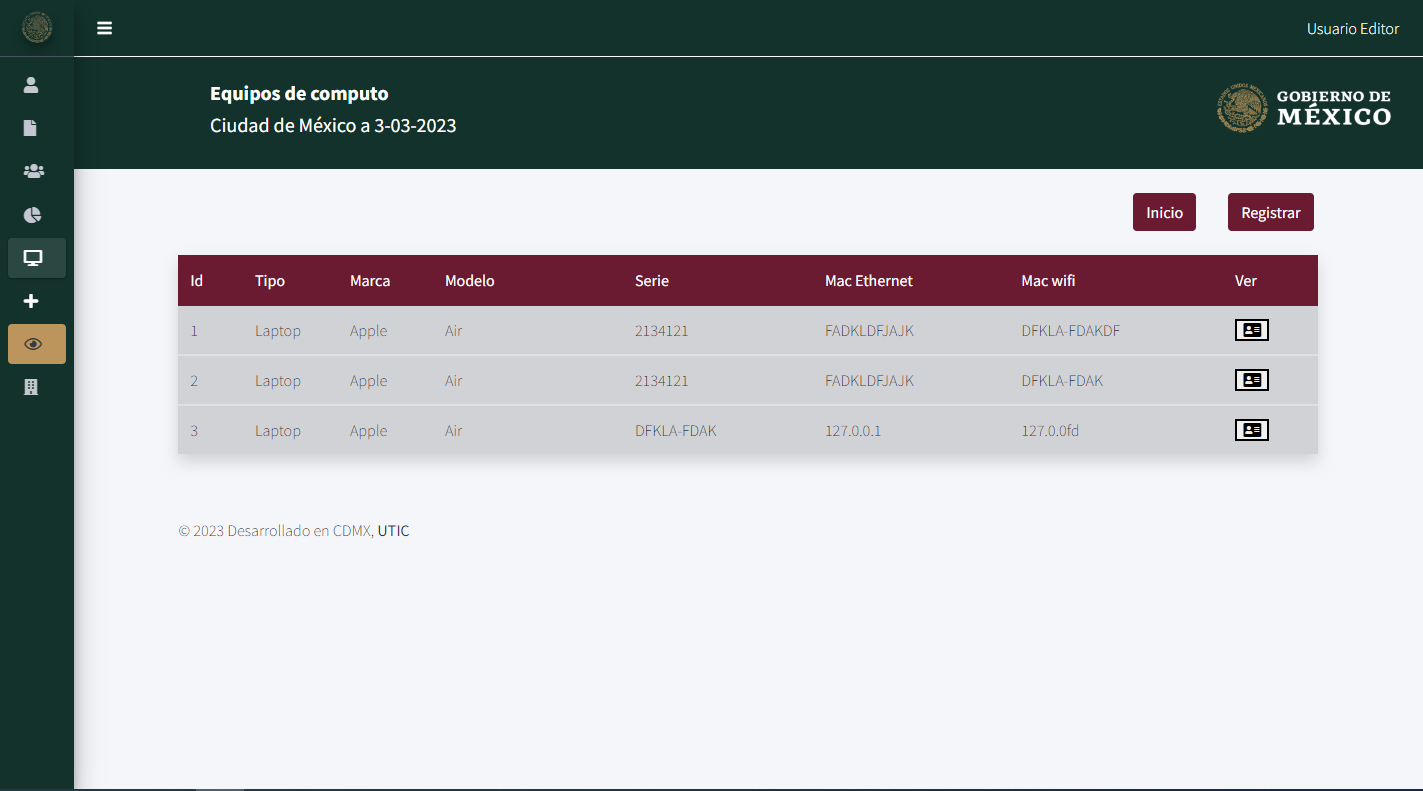 Usuario Editor
Equipos de computo
Ciudad de México a 3-03-2023
GOBIERNO DE
MÉXICO
Inicio Registrar
Id Tipo Marca Modelo Serie Mac Ethernet Mac wifi Ver
1 Laptop Apple Air 2134121 FADKLDFJAJK DFKLA-FDAKDF
2 Laptop Apple Air 2134121 FADKLDFJAJK DFKLA-FDAK
3 Laptop Apple Air DFKLA-FDAK 127.0.0.1 127.0.0fd
© 2023 Desarrollado en CDMX, UTIC